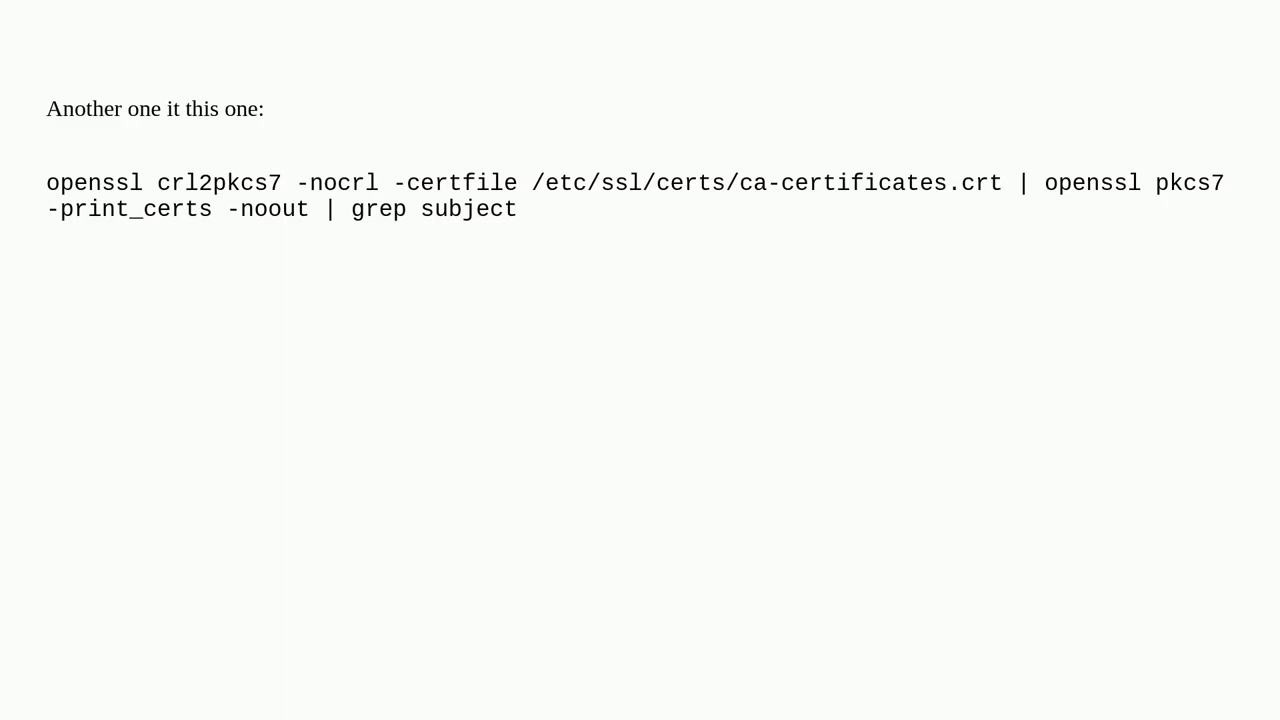 Another one it this one:
openssl crl2pkcs7 -nocrl -certfile /etc/ssl/certs/ca-certificates.crt | openssl pkcs7
-print_certs -noout | grep subject